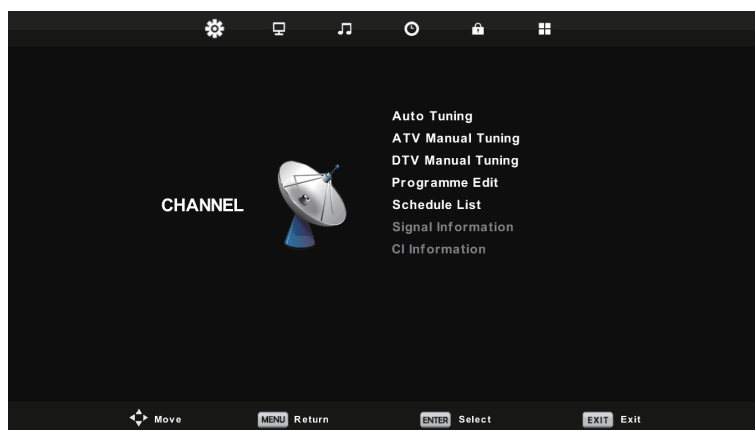 CHANNEL
Auto Tuning
ATV Manual Tuning
DTV Manual Tuning
Programme Edit
Schedule List
Signal Information
CI Information
Move MENU Return ENTER Select EXIT Exit